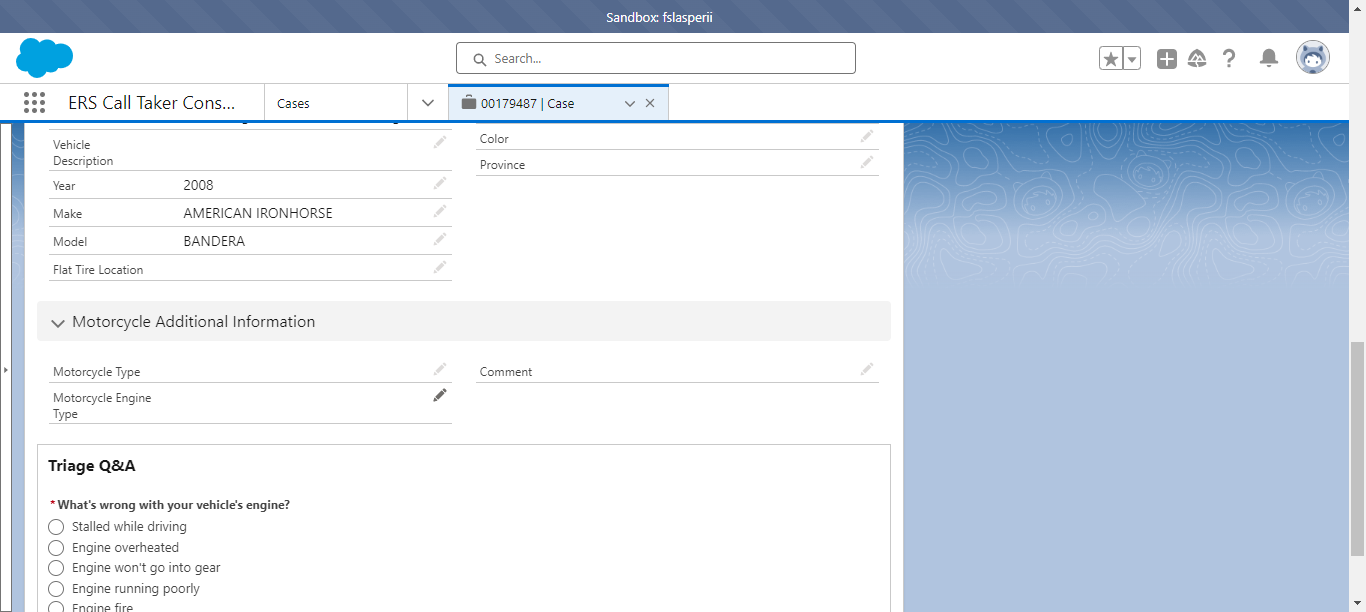 Sandbox: fslasperii
Search...
ERS Call Taker Cons...
Cases
00179487 | Case
Vehicle
Description
Year 2008
Make AMERICAN IRONHORSE
Model BANDERA
Flat Tire Location
Color
Province
Motorcycle Additional Information
Motorcycle Type
Motorcycle Engine
Type
Comment
Triage Q&A
*What's wrong with your vehicle's engine?
Stalled while driving
Engine overheated
Engine won't go into gear
Engine running poorly
Engine fire